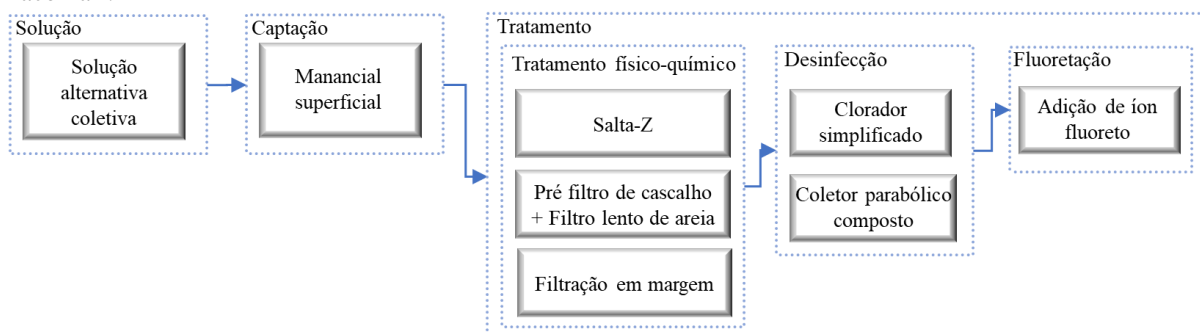 Solução
Solução
alternativa
coletiva
Captação
Manancial
superficial
Tratamento
Tratamento físico-químico
Salta-Z
Pré filtro de cascalho
+ Filtro lento de areia
Filtração em margem
Desinfecção
Clorador
simplificado
Coletor parabólico
composto
Fluoretação
Adição de íon
fluoreto